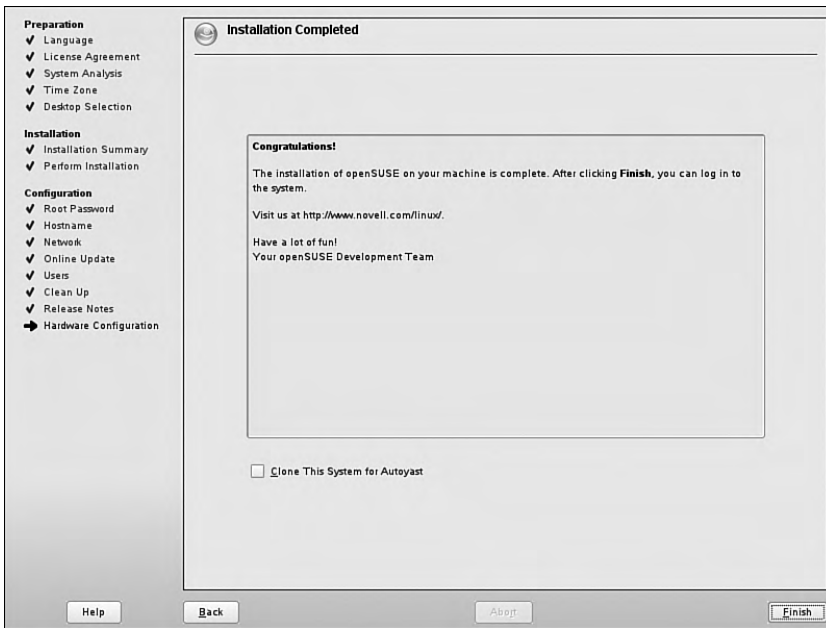 Preparation
Language
License Agreement
System Analysis
Time Zone
Desktop Selection
Installation
Installation Summary
Perform Installation
Configuration
Root Password
Hostname
Network
Online Update
Users
Clean Up
Release Notes
Hardware Configuration
Installation Completed
Congratulations!
The installation of openSUSE on your machine is complete. After clicking Finish, you can log in to
the system.
Visit us at http://www.novell.com/linux/.
Have a lot of fun!
Your openSUSE Development Team
Clone This System for Autoyast
Help
Back
Abort
Finish